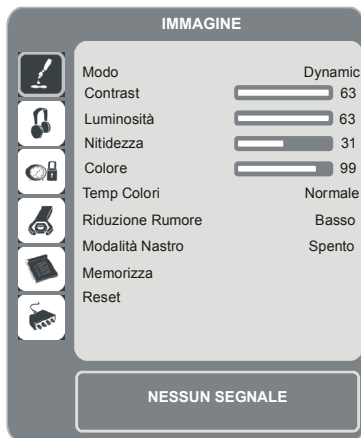 IMMAGINE
Modo Dynamic
Contrast 63
Luminosità 63
Nitidezza 31
Colore 99
Temp Colori Normale
Riduzione Rumore Basso
Modalità Nastro Spento
Memorizza
Reset
NESSUN SEGNALE